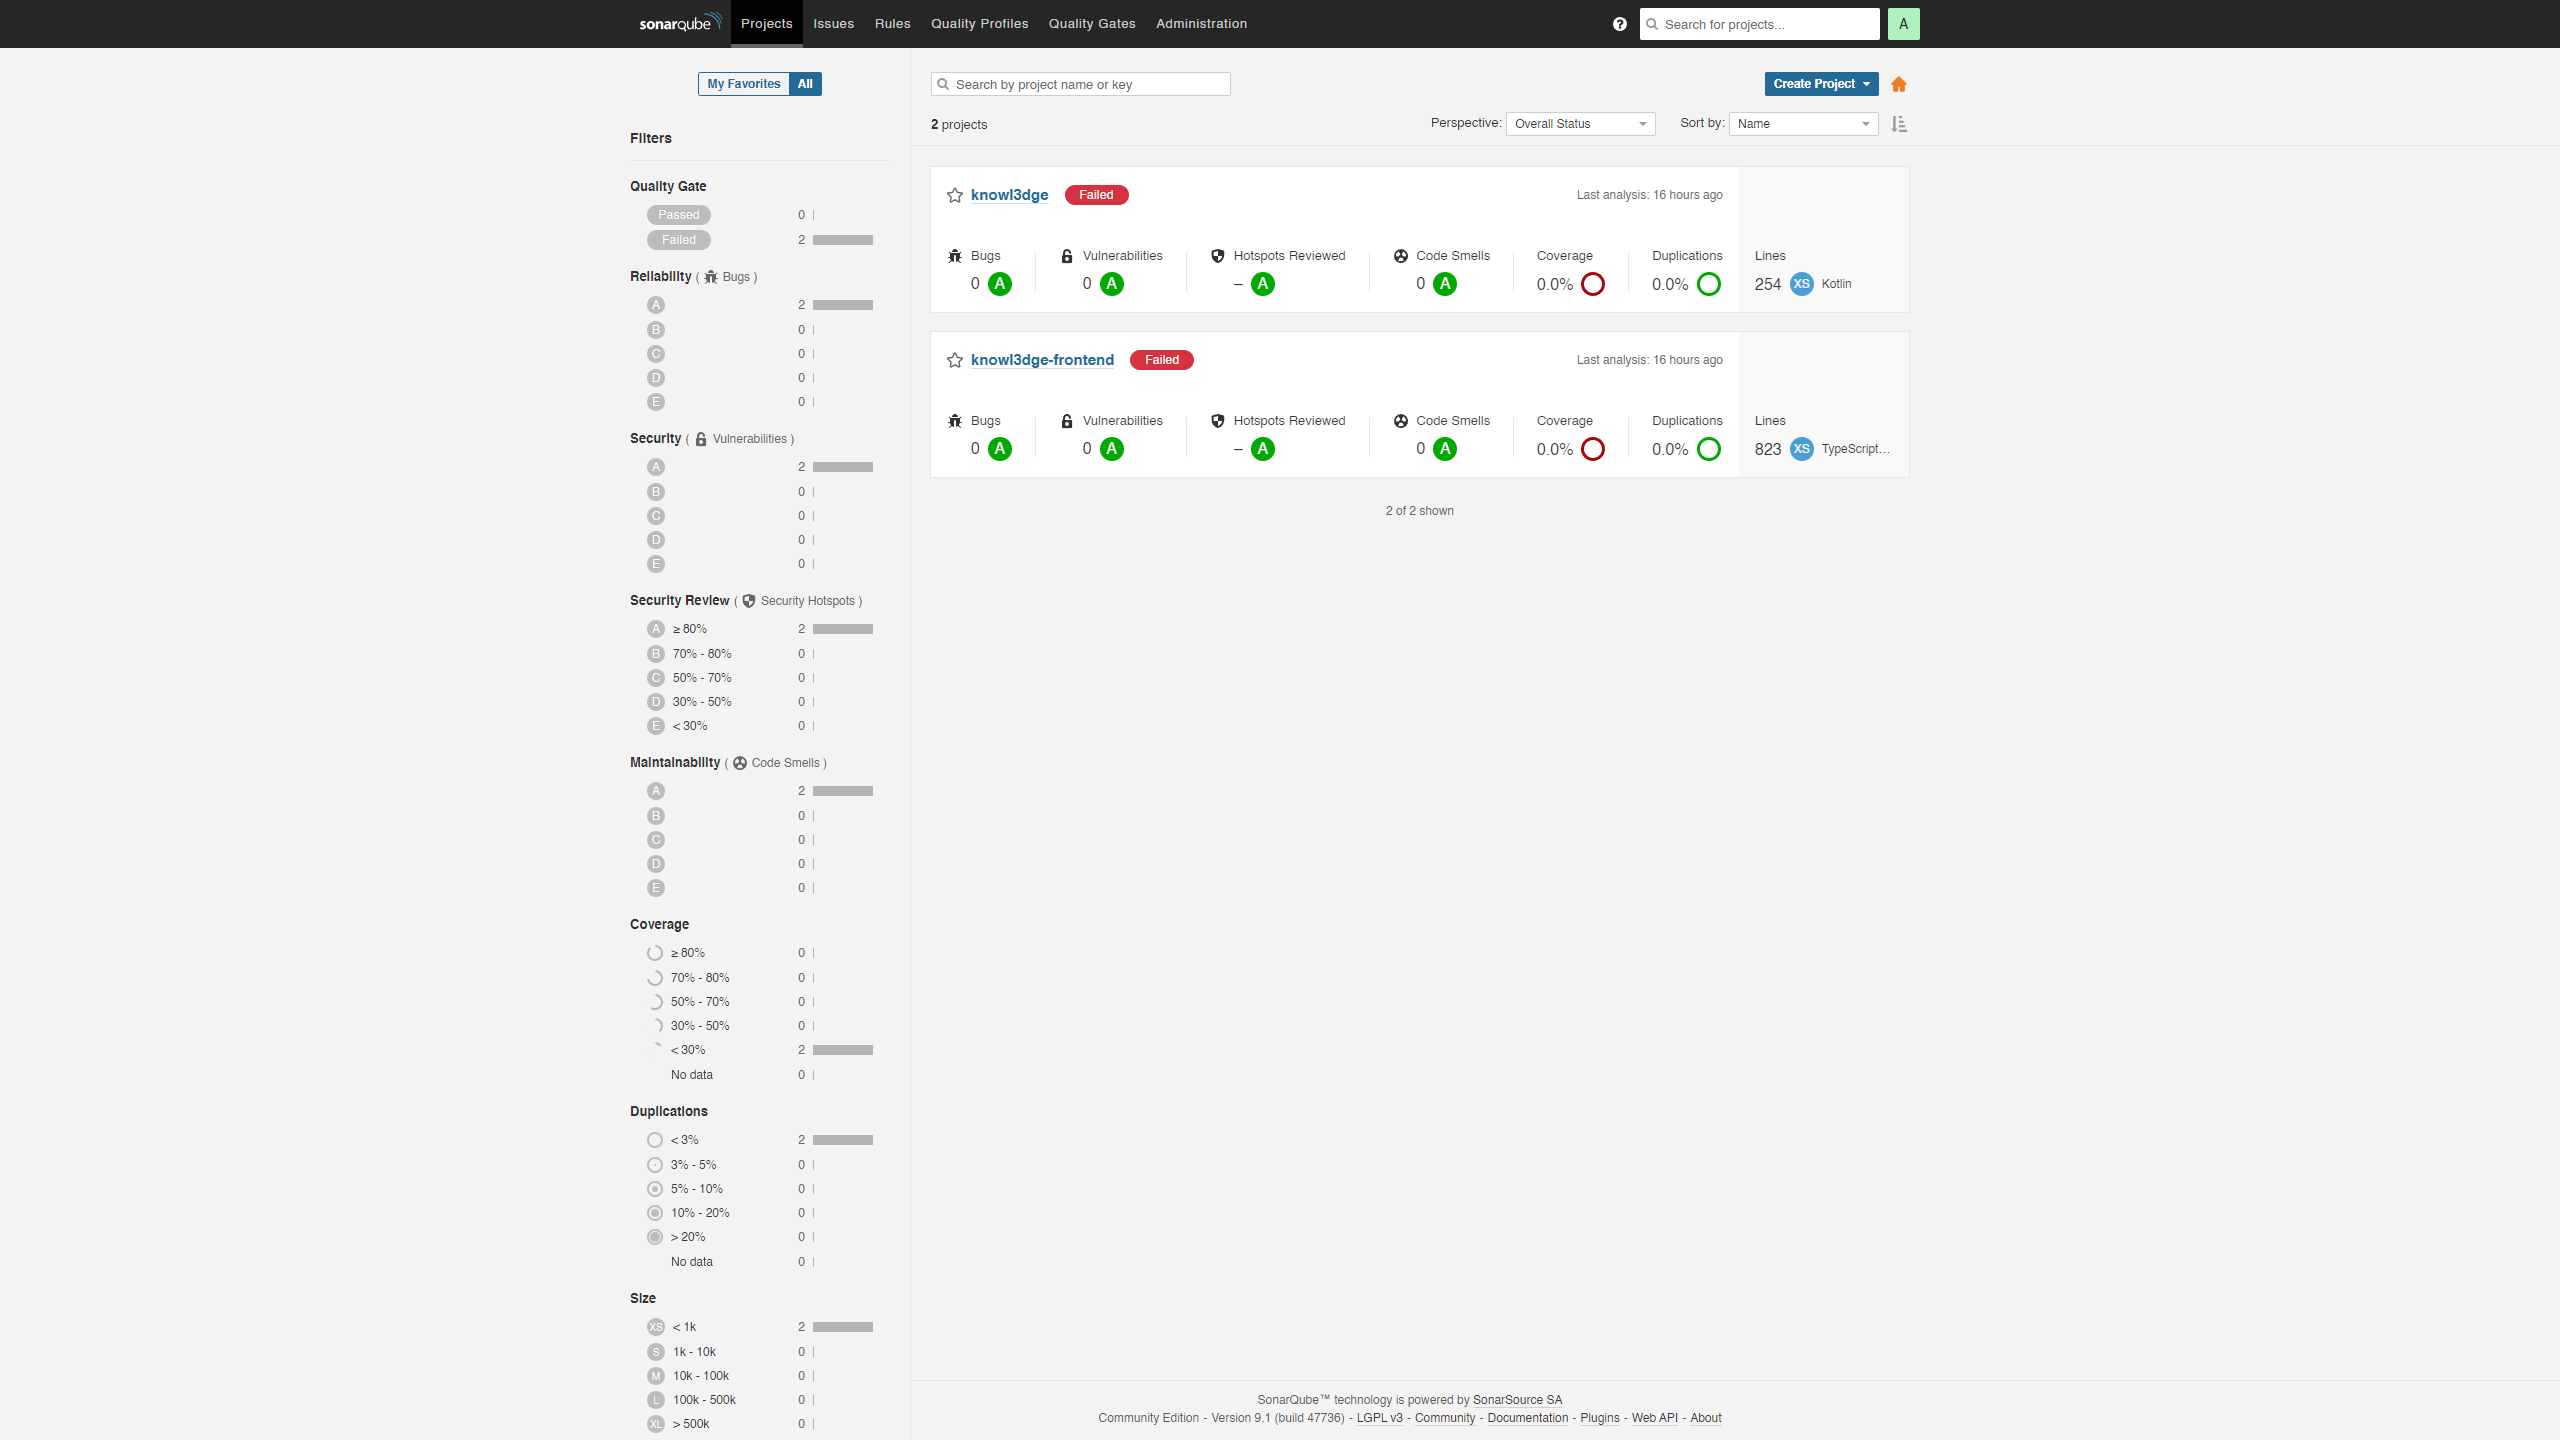 sonarqube Projects Issues Rules Quality Profiles Quality Gates Administration Search for projects... A
My Favorites All
Filters
Quality Gate
Passed 0
Failed 2
Reliability ( Bugs )
A 2
B 0
C 0
D 0
E 0
Security ( Vulnerabilities )
A 2
B 0
C 0
D 0
E 0
Security Review ( Security Hotspots )
A ≥ 80% 2
B 70% - 80% 0
C 50% - 70% 0
D 30% - 50% 0
E < 30% 0
Maintainability ( Code Smells )
A 2
B 0
C 0
D 0
E 0
Coverage
≥ 80% 0
70% - 80% 0
50% - 70% 0
30% - 50% 0
< 30% 2
No data 0
Duplications
< 3% 2
3% - 5% 0
5% - 10% 0
10% - 20% 0
> 20% 0
No data 0
Size
XS < 1k 2
S 1k - 10k 0
M 10k - 100k 0
L 100k - 500k 0
XL > 500k 0
Search by project name or key Create Project
2 projects Perspective: Overall Status Sort by: Name
knowl3dge Failed Last analysis: 16 hours ago
Bugs Vulnerabilities Hotspots Reviewed Code Smells Coverage Duplications Lines
0 A 0 A – A 0 A 0.0% 0.0% 254 XS Kotlin
knowl3dge-frontend Failed Last analysis: 16 hours ago
Bugs Vulnerabilities Hotspots Reviewed Code Smells Coverage Duplications Lines
0 A 0 A – A 0 A 0.0% 0.0% 823 XS TypeScript...
2 of 2 shown
SonarQube™ technology is powered by SonarSource SA
Community Edition - Version 9.1 (build 47736) - LGPL v3 - Community - Documentation - Plugins - Web API - About